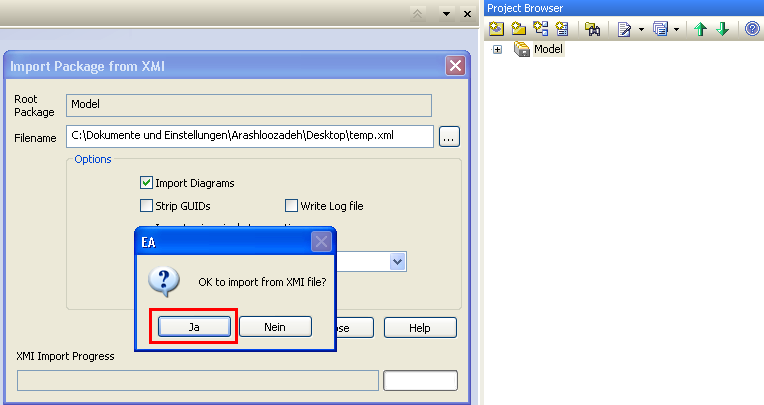 Project Browser
Model
Import Package from XMI
Root
Package
Model
Filename
C:\Dokumente und Einstellungen\Arashloozadeh\Desktop\temp.xml
...
Options
Import Diagrams
Strip GUIDs
Write Log file
EA
OK to import from XMI file?
Ja
Nein
Help
XMI Import Progress